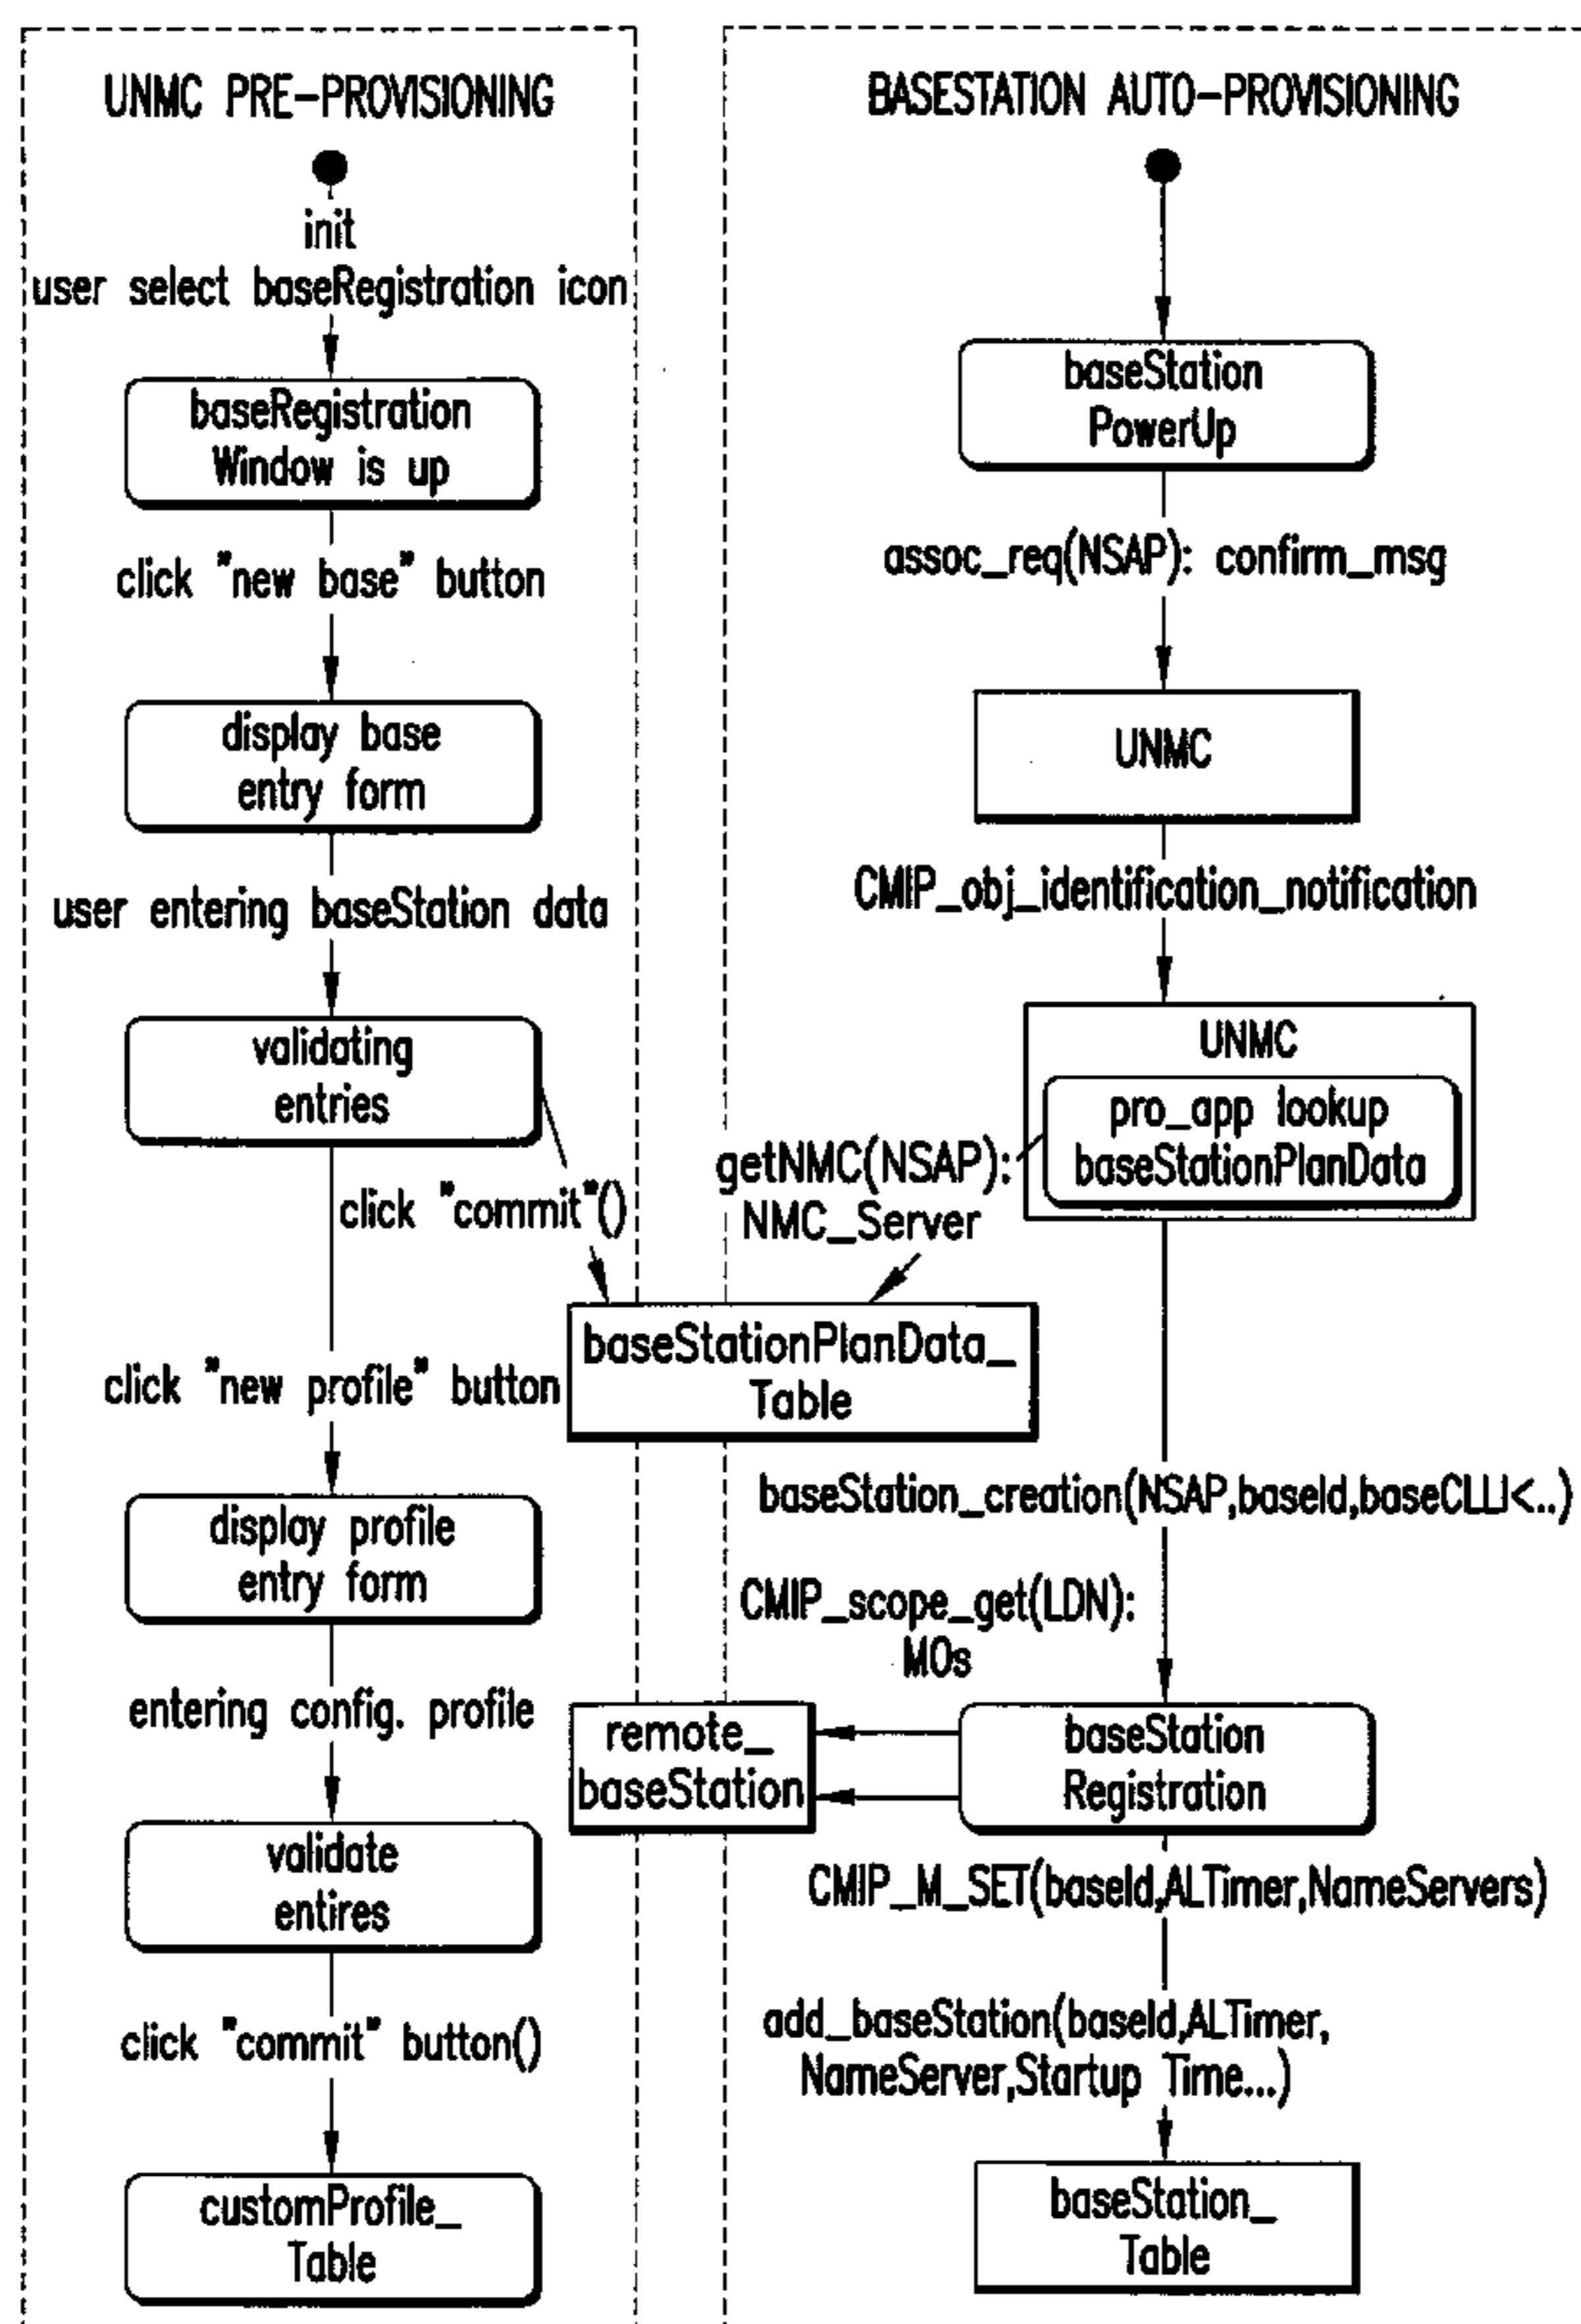 UNMC PRE-PROVISIONING
init
user select baseRegistration icon
baseRegistration
Window is up
click "new base" button
display base
entry form
user entering baseStation data
validating
entries
click "commit"()
click "new profile" button
display profile
entry form
entering config. profile
validate
entires
click "commit" button()
customProfile_
Table
baseStationPlanData_
Table
remote_
baseStation
BASESTATION AUTO-PROVISIONING
baseStation
PowerUp
assoc_req(NSAP): confirm_msg
UNMC
CMIP_obj_identification_notification
UNMC
pro_app lookup
baseStationPlanData
getNMC(NSAP):
NMC_Server
baseStation_creation(NSAP,baseId,baseCLLI<..)
CMIP_scope_get(LDN):
MOs
baseStation
Registration
CMIP_M_SET(baseId,ALTimer,NameServers)
add_baseStation(baseId,ALTimer,
NameServer,Startup Time...)
baseStation_
Table